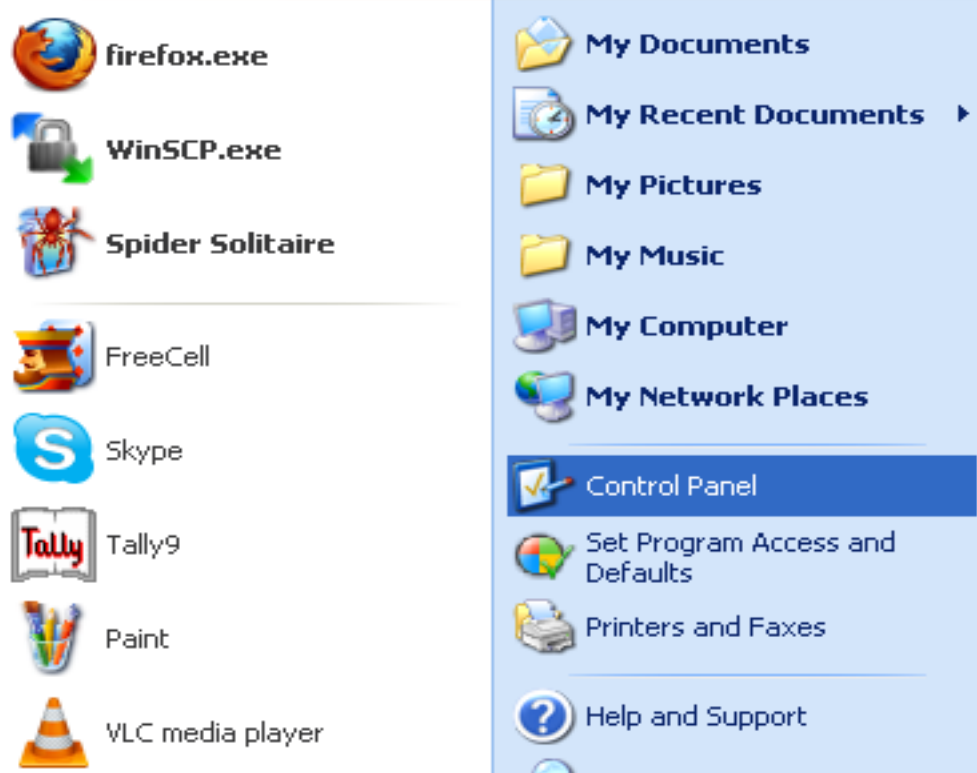 firefox.exe
WinSCP.exe
Spider Solitaire
FreeCell
Skype
Tally
Tally9
Paint
VLC media player
My Documents
My Recent Documents
My Pictures
My Music
My Computer
My Network Places
Control Panel
Set Program Access and
Defaults
Printers and Faxes
Help and Support